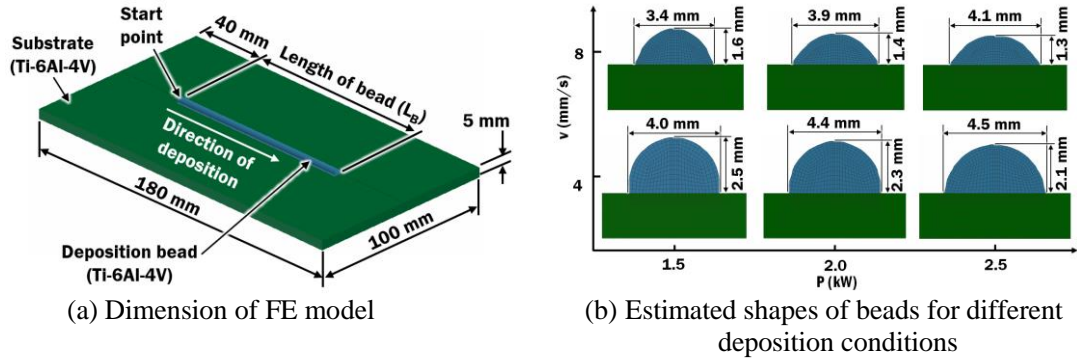 40 mm
Start
point
Substrate
(Ti-6Al-4V)
Length of bead (L_B)
5 mm
Direction of
deposition
180 mm
100 mm
Deposition bead
(Ti-6Al-4V)
(a) Dimension of FE model
v (mm/s)
8
3.4 mm
1.6 mm
3.9 mm
1.4 mm
4.1 mm
1.3 mm
4
4.0 mm
2.5 mm
4.4 mm
2.3 mm
4.5 mm
2.1 mm
1.5
2.0
2.5
P (kW)
(b) Estimated shapes of beads for different
deposition conditions